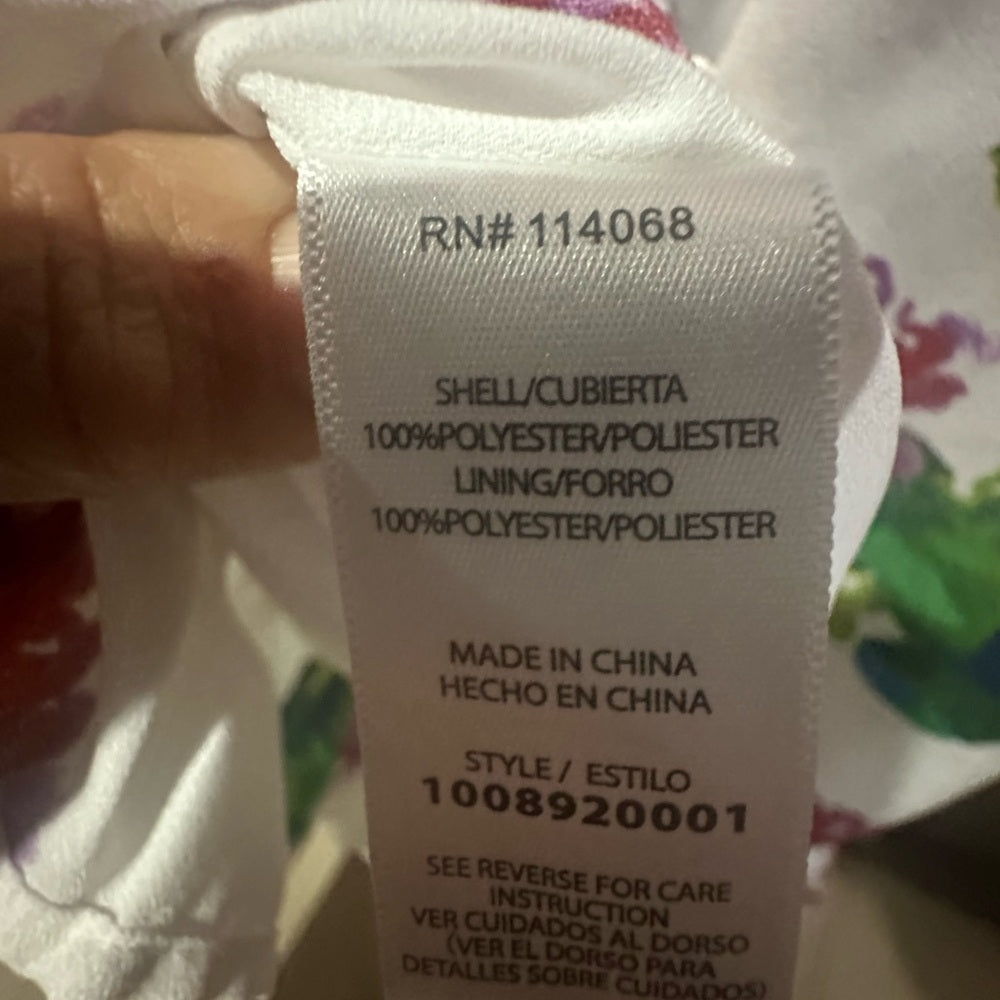 RN# 114068
SHELL/CUBIERTA
100%POLYESTER/POLIESTER
LINING/FORRO
100%POLYESTER/POLIESTER
MADE IN CHINA
HECHO EN CHINA
STYLE / ESTILO
1008920001
SEE REVERSE FOR CARE
INSTRUCTION
VER CUIDADOS AL DORSO
(VER EL DORSO PARA
DETALLES SOBRE CUIDADOS)